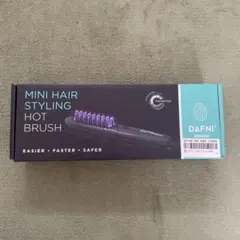 MINI HAIR
STYLING
HOT
BRUSH
EASIER • FASTER • SAFER
DAFNI